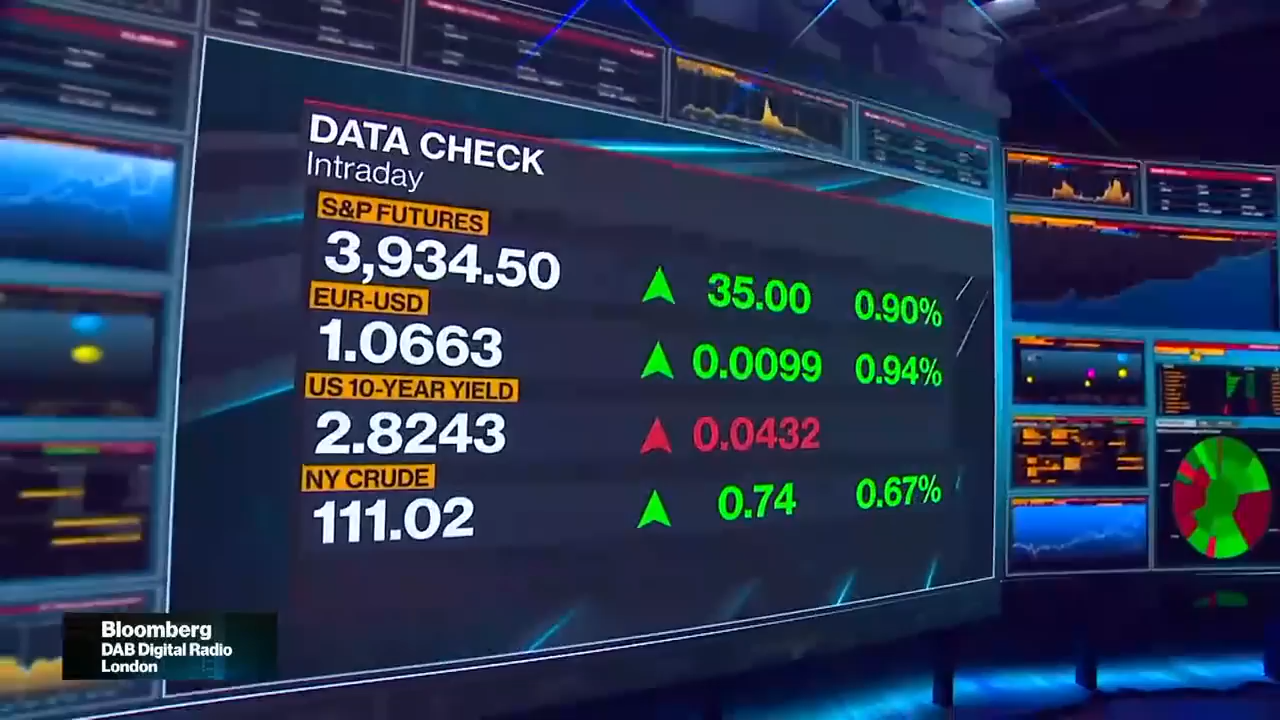 DATA CHECK
Intraday
S&P FUTURES
3,934.50 35.00 0.90%
EUR-USD
1.0663 0.0099 0.94%
US 10-YEAR YIELD
2.8243 0.0432
NY CRUDE
111.02 0.74 0.67%
Bloomberg
DAB Digital Radio
London